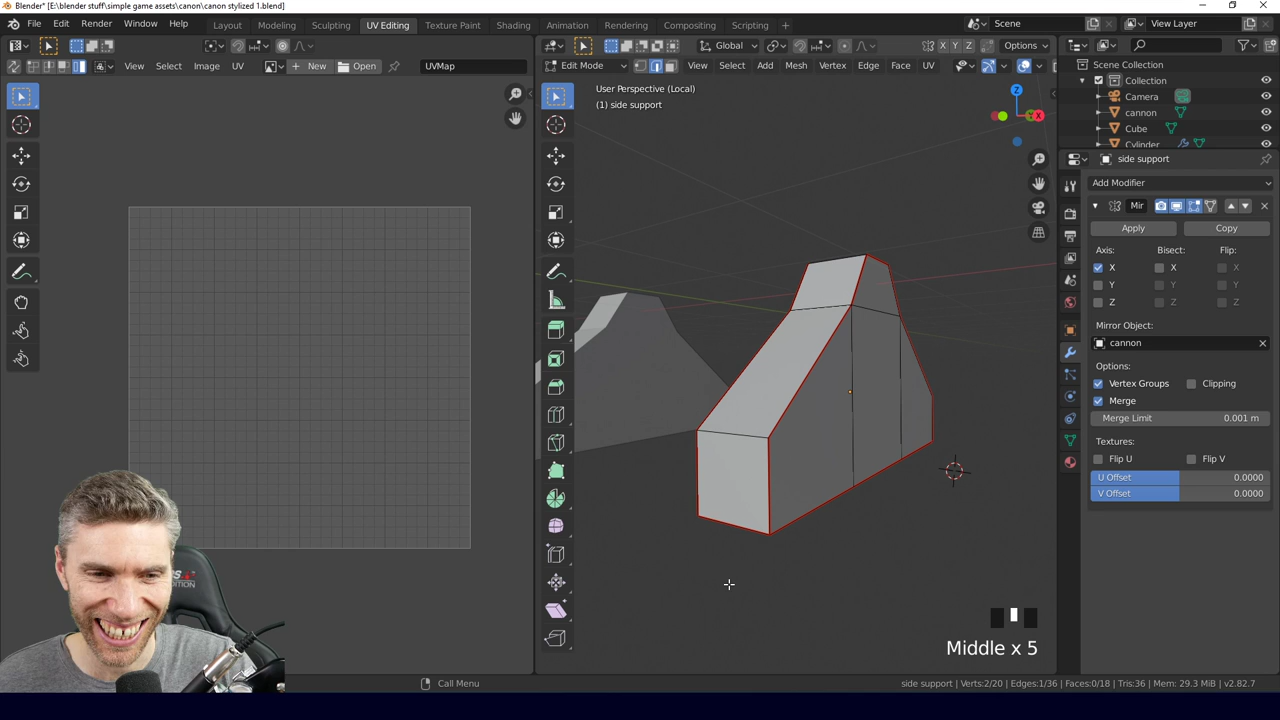 Blender* [E:\blender stuff\simple game assets\canon\canon stylized 1.blend]
File Edit Render Window Help Layout Modeling Sculpting UV Editing Texture Paint Shading Animation Rendering Compositing Scripting + Scene View Layer
Global X Y Z Options
View Select Image UV + New Open UVMap Edit Mode View Select Add Mesh Vertex Edge Face UV
User Perspective (Local)
(1) side support
Z
X
Scene Collection
Collection
Camera
cannon
Cube
Cylinder
side support
Add Modifier
Mir
Apply Copy
Axis: Bisect: Flip:
X X X
Y Y Y
Z Z Z
Mirror Object:
cannon
Options:
Vertex Groups Clipping
Merge
Merge Limit 0.001 m
Textures:
Flip U Flip V
U Offset 0.0000
V Offset 0.0000
Middle x 5
Call Menu
side support | Verts:2/20 | Edges:1/36 | Faces:0/18 | Tris:36 | Mem: 29.3 MiB | v2.82.7